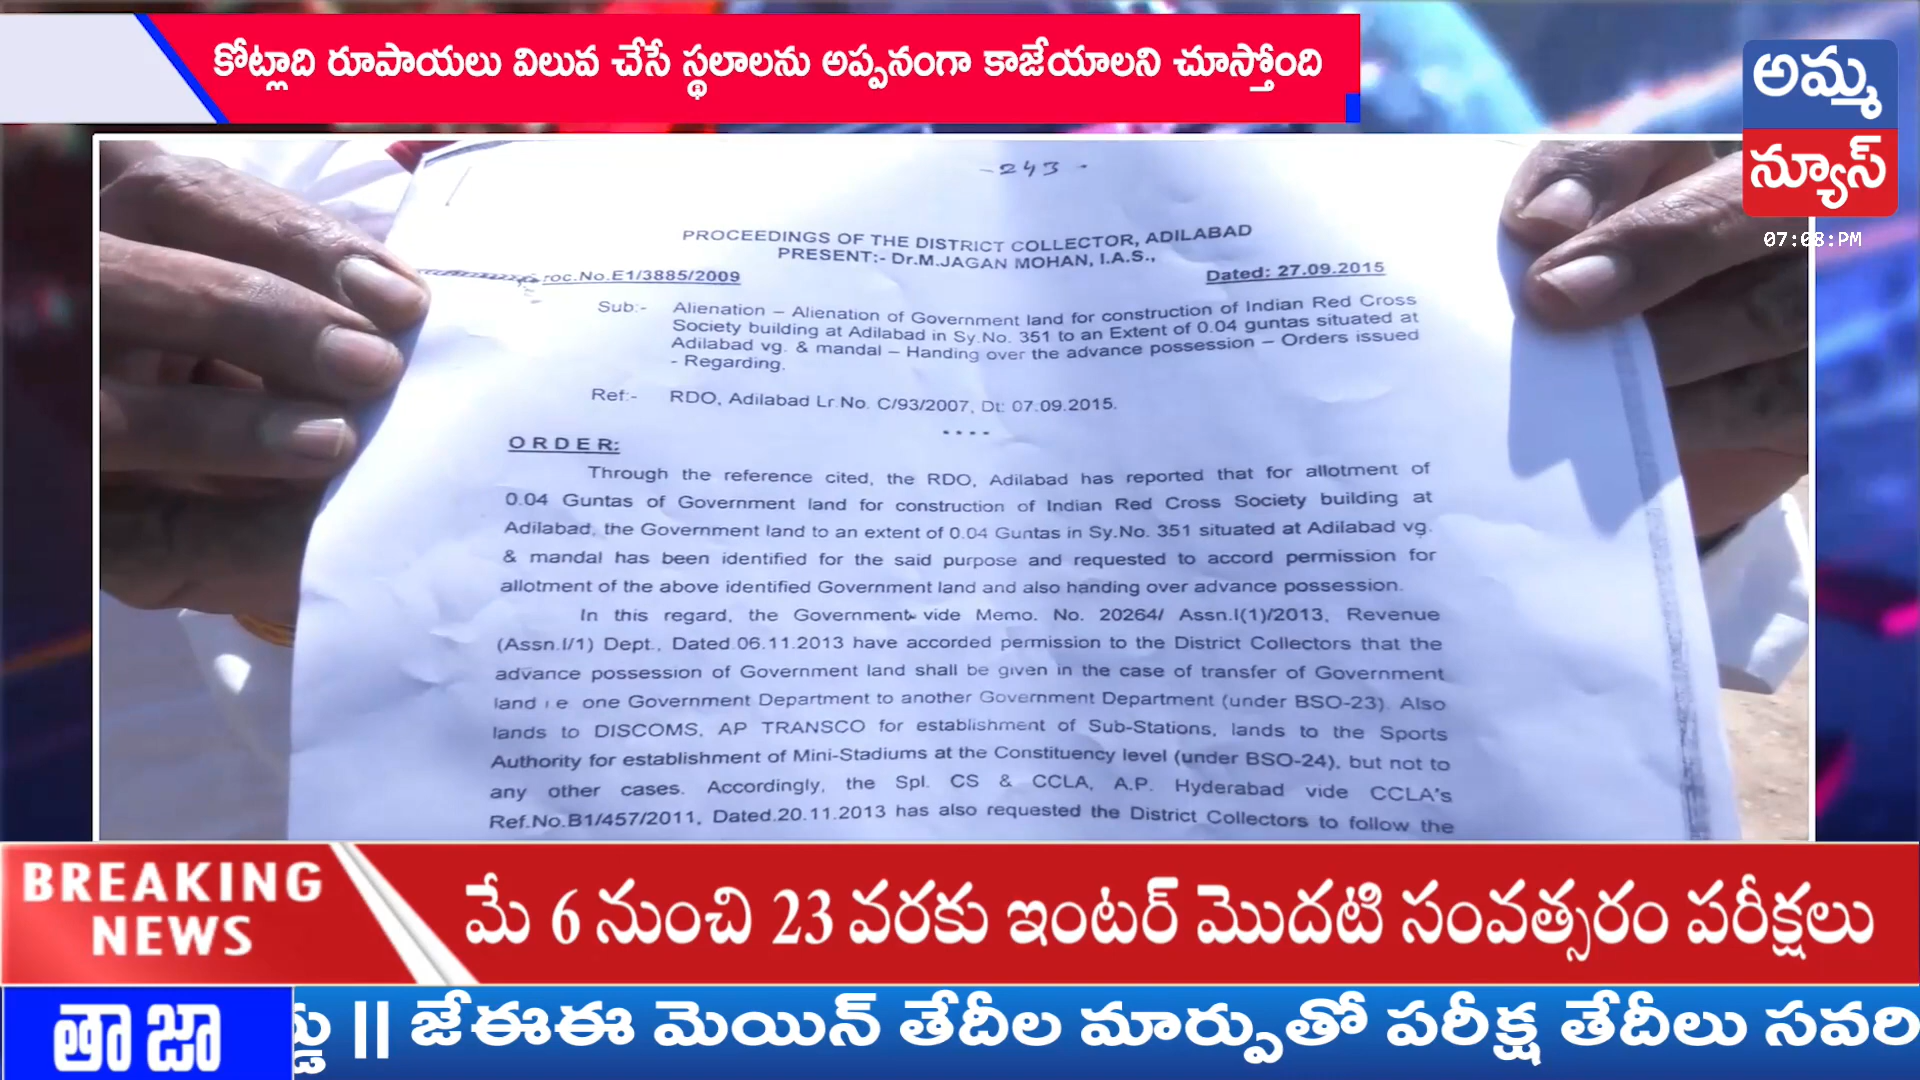 కోట్లాది రూపాయలు విలువ చేసే స్థలాలను అప్పనంగా కాజేయాలని చూస్తోంది
అమ్మ
న్యూస్
07:08:PM
-243-
PROCEEDINGS OF THE DISTRICT COLLECTOR, ADILABAD
PRESENT:- Dr.M.JAGAN MOHAN, I.A.S.,
roc.No.E1/3885/2009 Dated: 27.09.2015
Sub:- Alienation – Alienation of Government land for construction of Indian Red Cross
Society building at Adilabad in Sy.No. 351 to an Extent of 0.04 guntas situated at
Adilabad vg. & mandal – Handing over the advance possession – Orders issued
- Regarding.
Ref:- RDO, Adilabad Lr.No. C/93/2007, Dt: 07.09.2015.
....
ORDER:
Through the reference cited, the RDO, Adilabad has reported that for allotment of
0.04 Guntas of Government land for construction of Indian Red Cross Society building at
Adilabad, the Government land to an extent of 0.04 Guntas in Sy.No. 351 situated at Adilabad vg.
& mandal has been identified for the said purpose and requested to accord permission for
allotment of the above identified Government land and also handing over advance possession.
In this regard, the Government vide Memo. No. 20264/ Assn.I(1)/2013, Revenue
(Assn.I/1) Dept., Dated.06.11.2013 have accorded permission to the District Collectors that the
advance possession of Government land shall be given in the case of transfer of Government
land i e one Government Department to another Government Department (under BSO-23). Also
lands to DISCOMS, AP TRANSCO for establishment of Sub-Stations, lands to the Sports
Authority for establishment of Mini-Stadiums at the Constituency level (under BSO-24), but not to
any other cases. Accordingly, the Spl. CS & CCLA, A.P. Hyderabad vide CCLA's
Ref.No.B1/457/2011, Dated.20.11.2013 has also requested the District Collectors to follow the
BREAKING
NEWS
మే 6 నుంచి 23 వరకు ఇంటర్ మొదటి సంవత్సరం పరీక్షలు
తాజా
|| జేఈఈ మెయిన్ తేదీల మార్పుతో పరీక్ష తేదీలు సవరి